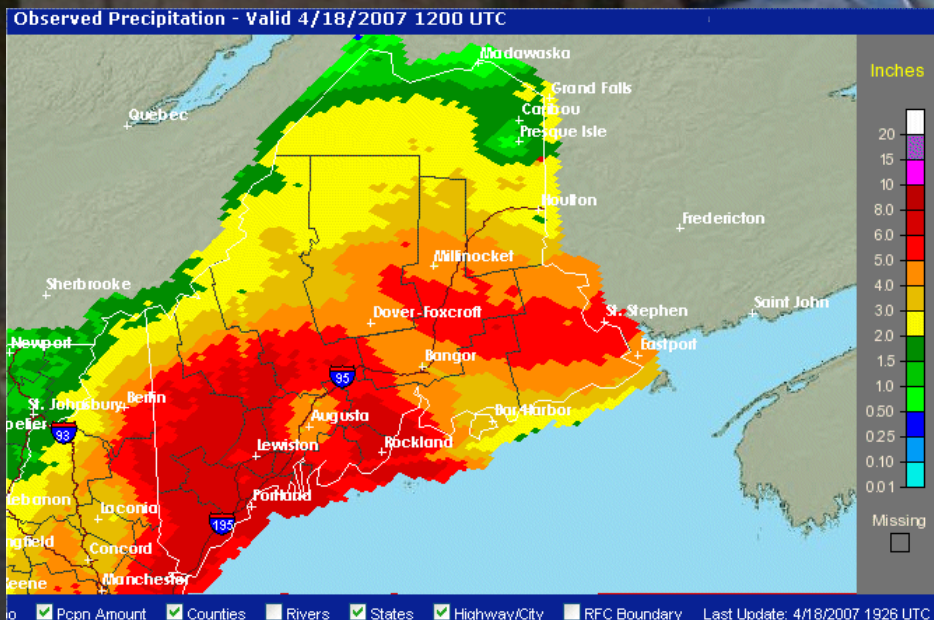 Observed Precipitation - Valid 4/18/2007 1200 UTC
Madawaska
Inches
Grand Falls
Caribou
Quebec
Presque Isle
20
15
10
Houlton
8.0
Fredericton
6.0
Millinocket
5.0
Sherbrooke
4.0
Saint John
Dover-Foxcroft
St. Stephen
3.0
Newport
Eastport
2.0
Bangor
1.5
95
1.0
Berlin
St. Johnsbury
Augusta
Bar Harbor
0.50
pelier
93
0.25
Lewiston
Rockland
0.10
0.01
Lebanon
Portland
Laconia
195
Missing
ngfield
Concord
Keene
Manchester
Pcpn Amount Counties Rivers States Highway/City RFC Boundary Last Update: 4/18/2007 1926 UTC